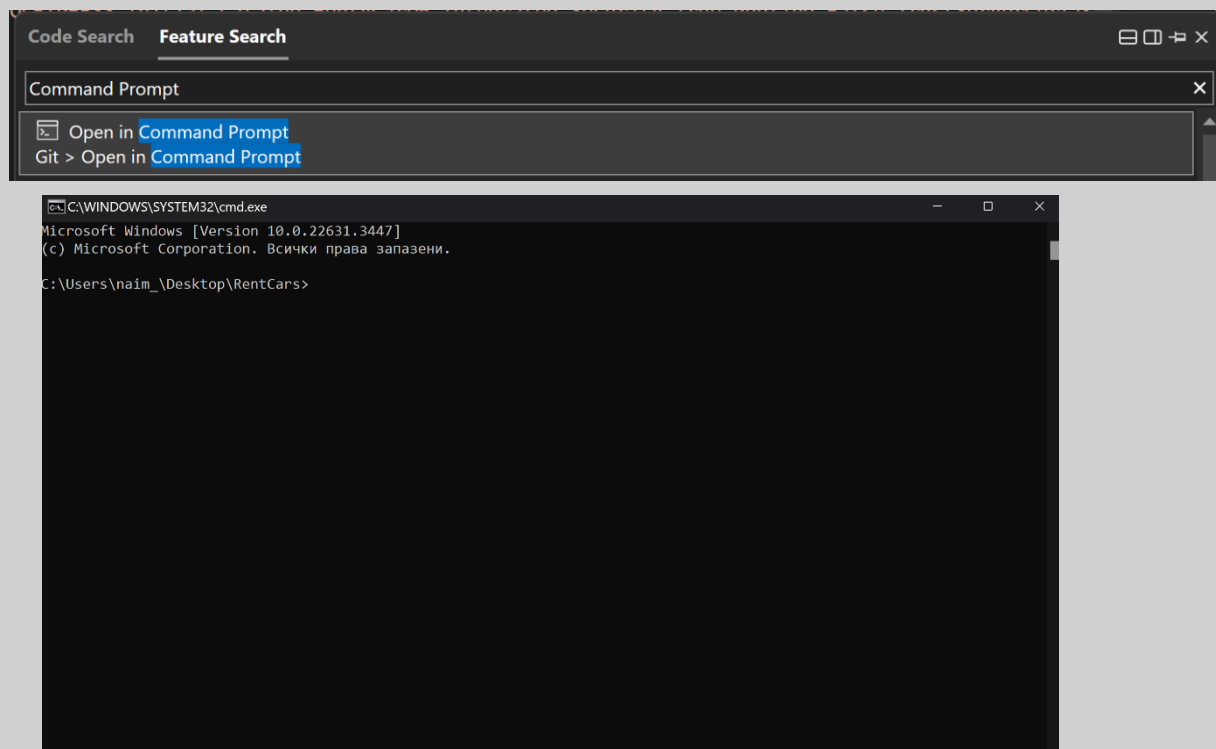 Code Search Feature Search
Command Prompt
Open in Command Prompt
Git > Open in Command Prompt
C:\WINDOWS\SYSTEM32\cmd.exe
Microsoft Windows [Version 10.0.22631.3447]
(c) Microsoft Corporation. Всички права запазени.
C:\Users\naim_\Desktop\RentCars>